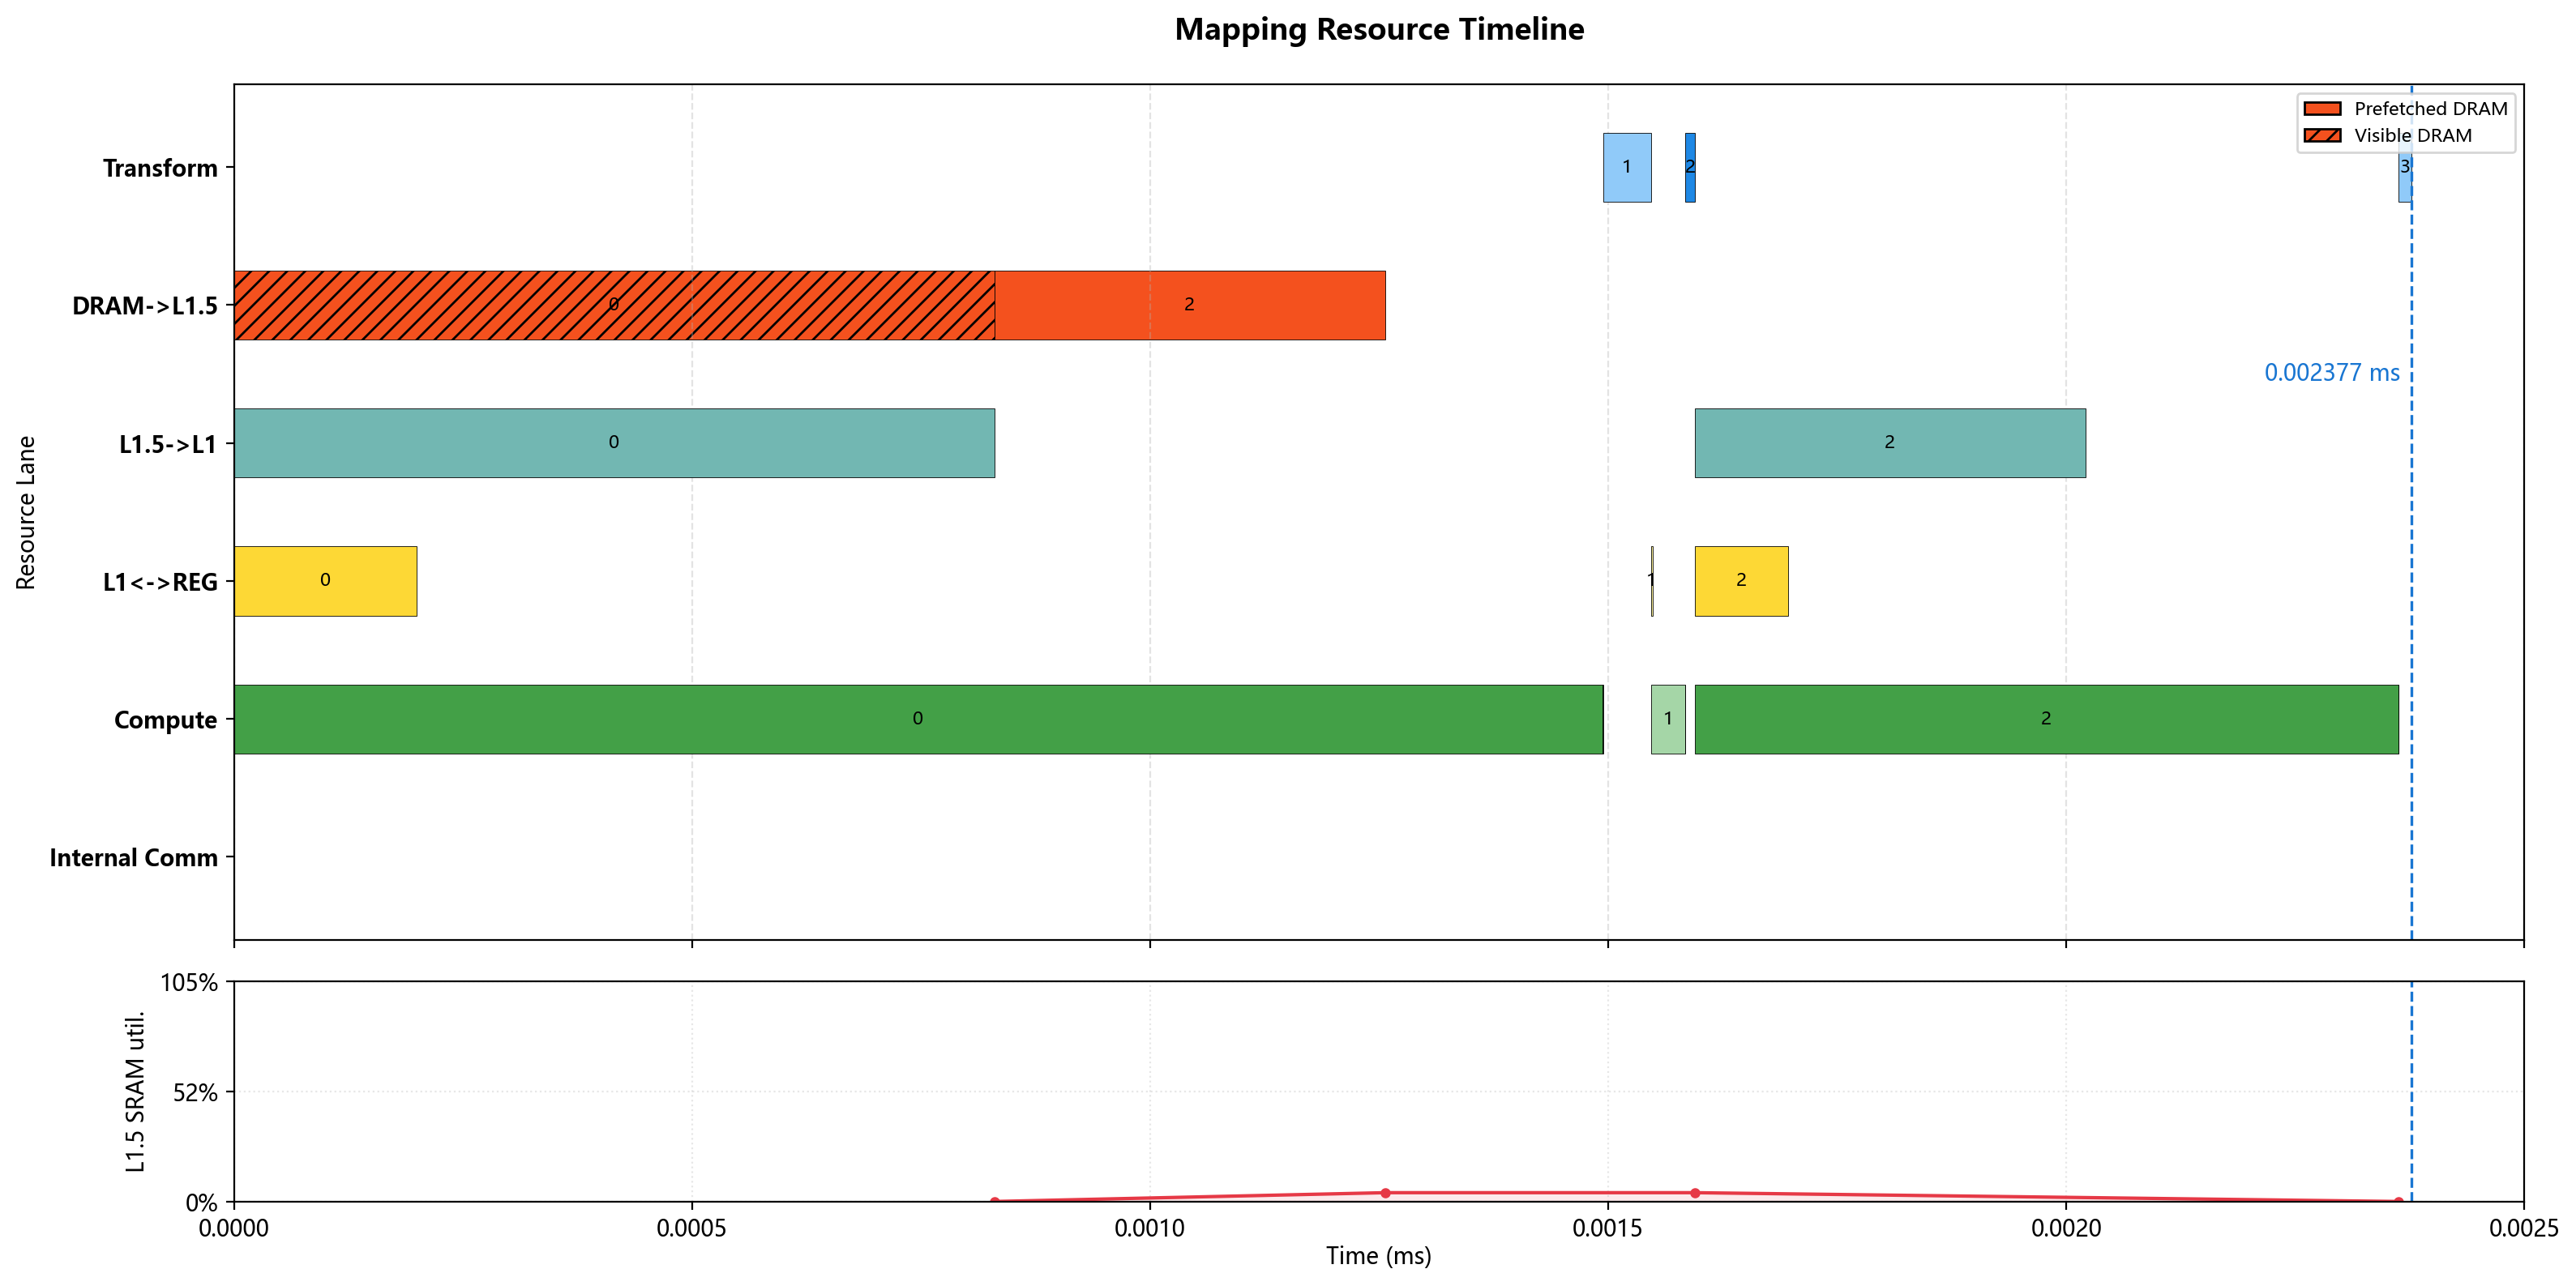 Mapping Resource Timeline
Prefetched DRAM
Visible DRAM
Resource Lane
Transform
1
2
3
DRAM->L1.5
0
2
0.002377 ms
L1.5->L1
0
2
L1<->REG
0
1
2
Compute
0
1
2
Internal Comm
L1.5 SRAM util.
105%
52%
0%
0.0000
0.0005
0.0010
0.0015
0.0020
0.0025
Time (ms)